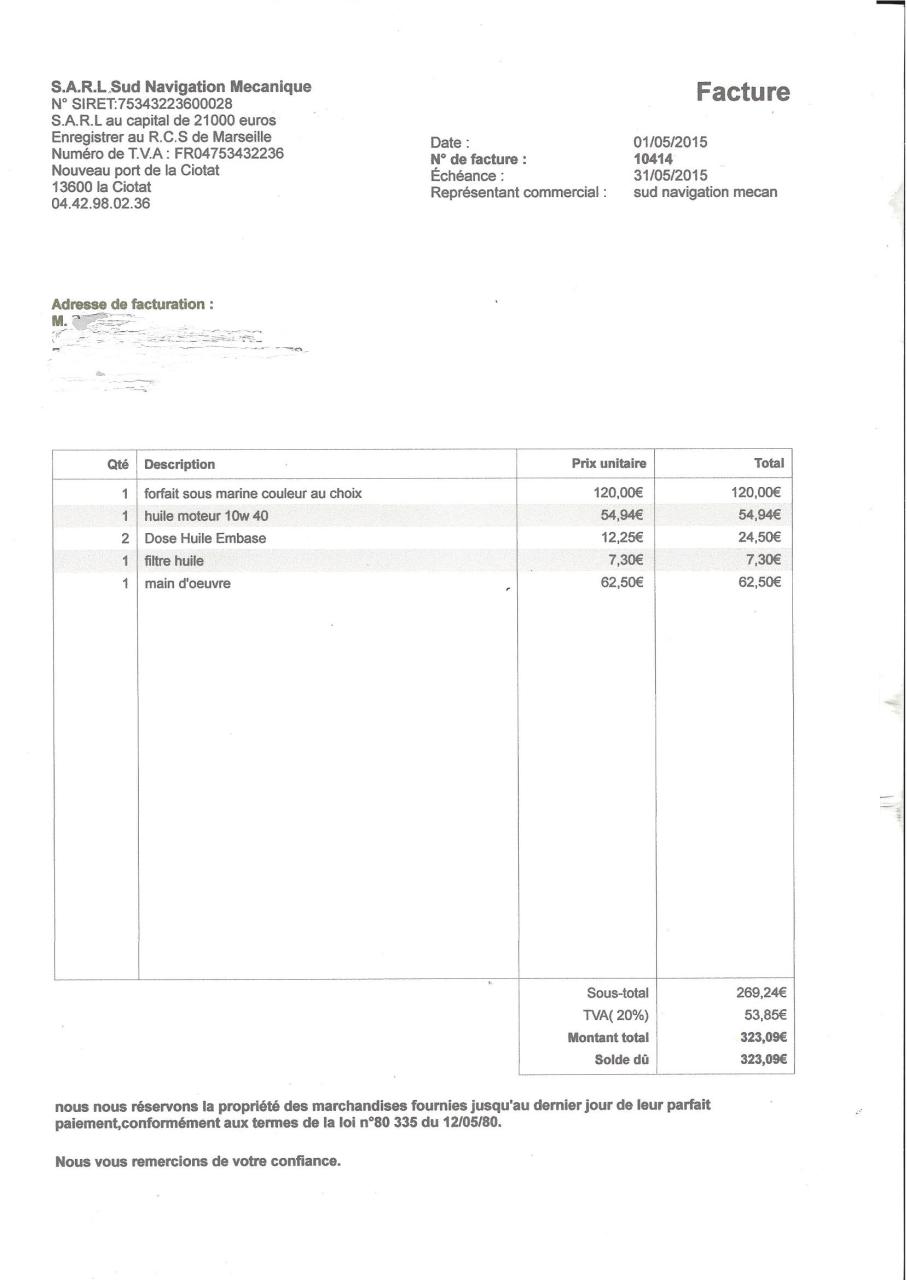 S.A.R.L Sud Navigation Mecanique
N° SIRET:75343223600028
S.A.R.L au capital de 21000 euros
Enregistrer au R.C.S de Marseille
Numéro de T.V.A : FR04753432236
Nouveau port de la Ciotat
13600 la Ciotat
04.42.98.02.36
Facture
Date : 01/05/2015
N° de facture : 10414
Échéance : 31/05/2015
Représentant commercial : sud navigation mecan
Adresse de facturation :
M.
Qté Description Prix unitaire Total
1 forfait sous marine couleur au choix 120,00€ 120,00€
1 huile moteur 10w 40 54,94€ 54,94€
2 Dose Huile Embase 12,25€ 24,50€
1 filtre huile 7,30€ 7,30€
1 main d'oeuvre 62,50€ 62,50€
Sous-total 269,24€
TVA( 20%) 53,85€
Montant total 323,09€
Solde dû 323,09€
nous nous réservons la propriété des marchandises fournies jusqu'au dernier jour de leur parfait
paiement,conformément aux termes de la loi n°80 335 du 12/05/80.
Nous vous remercions de votre confiance.